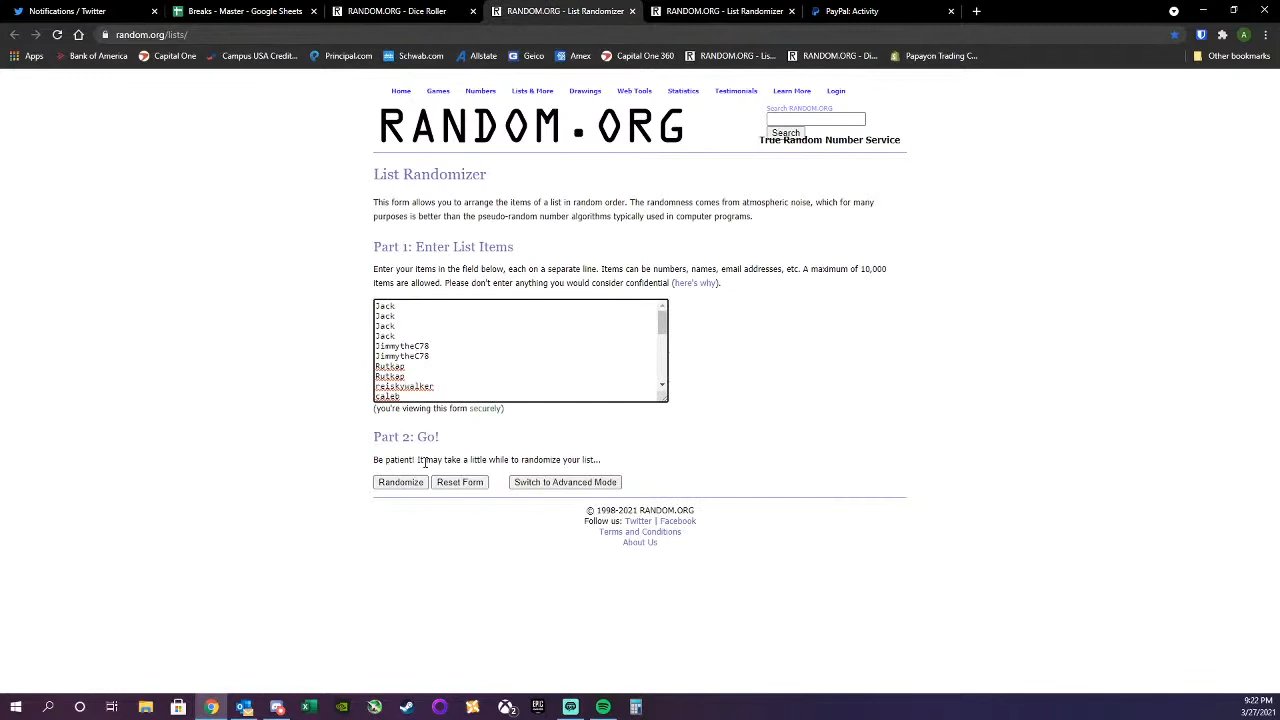 Notifications / Twitter
Breaks - Master - Google Sheets
RANDOM.ORG - Dice Roller
RANDOM.ORG - List Randomizer
RANDOM.ORG - List Randomizer
PayPal: Activity
random.org/lists/
Apps
Bank of America
Capital One
Campus USA Credit...
Principal.com
Schwab.com
Allstate
Geico
Amex
Capital One 360
RANDOM.ORG - Lis...
RANDOM.ORG - Di...
Papayon Trading C...
Other bookmarks
Home Games Numbers Lists & More Drawings Web Tools Statistics Testimonials Learn More Login
RANDOM.ORG
Search RANDOM.ORG
Search
True Random Number Service
List Randomizer
This form allows you to arrange the items of a list in random order. The randomness comes from atmospheric noise, which for many
purposes is better than the pseudo-random number algorithms typically used in computer programs.
Part 1: Enter List Items
Enter your items in the field below, each on a separate line. Items can be numbers, names, email addresses, etc. A maximum of 10,000
items are allowed. Please don't enter anything you would consider confidential (here's why).
Jack
Jack
Jack
Jack
JimmytheC78
JimmytheC78
Rutkap
Rutkap
reiskywalker
caleb
(you're viewing this form securely)
Part 2: Go!
Be patient! It may take a little while to randomize your list...
Randomize Reset Form Switch to Advanced Mode
© 1998-2021 RANDOM.ORG
Follow us: Twitter | Facebook
Terms and Conditions
About Us
9:22 PM
3/27/2021